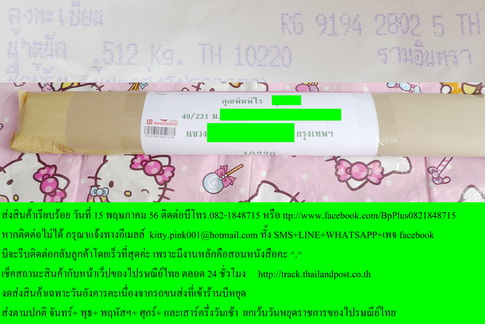 ลงทะเบียน RG 9194 2802 5 TH
น้ำหนัก .512 Kg. TH 10220 รามอินทรา
คุณพิมพ์ไร
49/231 ม.
แขวง กรุงเทพฯ
10220
ส่งสินค้าเรียบร้อย วันที่ 15 พฤษภาคม 56 ติดต่อบีโทร.082-1848715 หรือ ttp://www.facebook.com/BpPlus0821848715
หากติดต่อไม่ได้ กรุณาแจ้งทางอีเมลล์ kitty.pink001@hotmail.com ทั้ง SMS+LINE+WHATSAPP+เพจ facebook
บีจะรีบติดต่อกลับลูกค้าโดยเร็วที่สุดค่ะ เพราะมีงานหลักคือสอนหนังสือคะ ^.^
เช็คสถานะสินค้ากับหน้าเว็ปของไปรษณีย์ไทย ตลอด 24 ชั่วโมง http://track.thailandpost.co.th
งดส่งสินค้าเฉพาะวันอังคารคะเนื่องจากรถขนส่งที่เช้าร้านบีหยุด
ส่งตามปกติ จันทร์+ พุธ+ พฤหัสฯ+ ศุกร์+ และเสาร์ครึ่งวันเช้า ยกเว้นวันหยุดราชการของไปรษณีย์ไทย